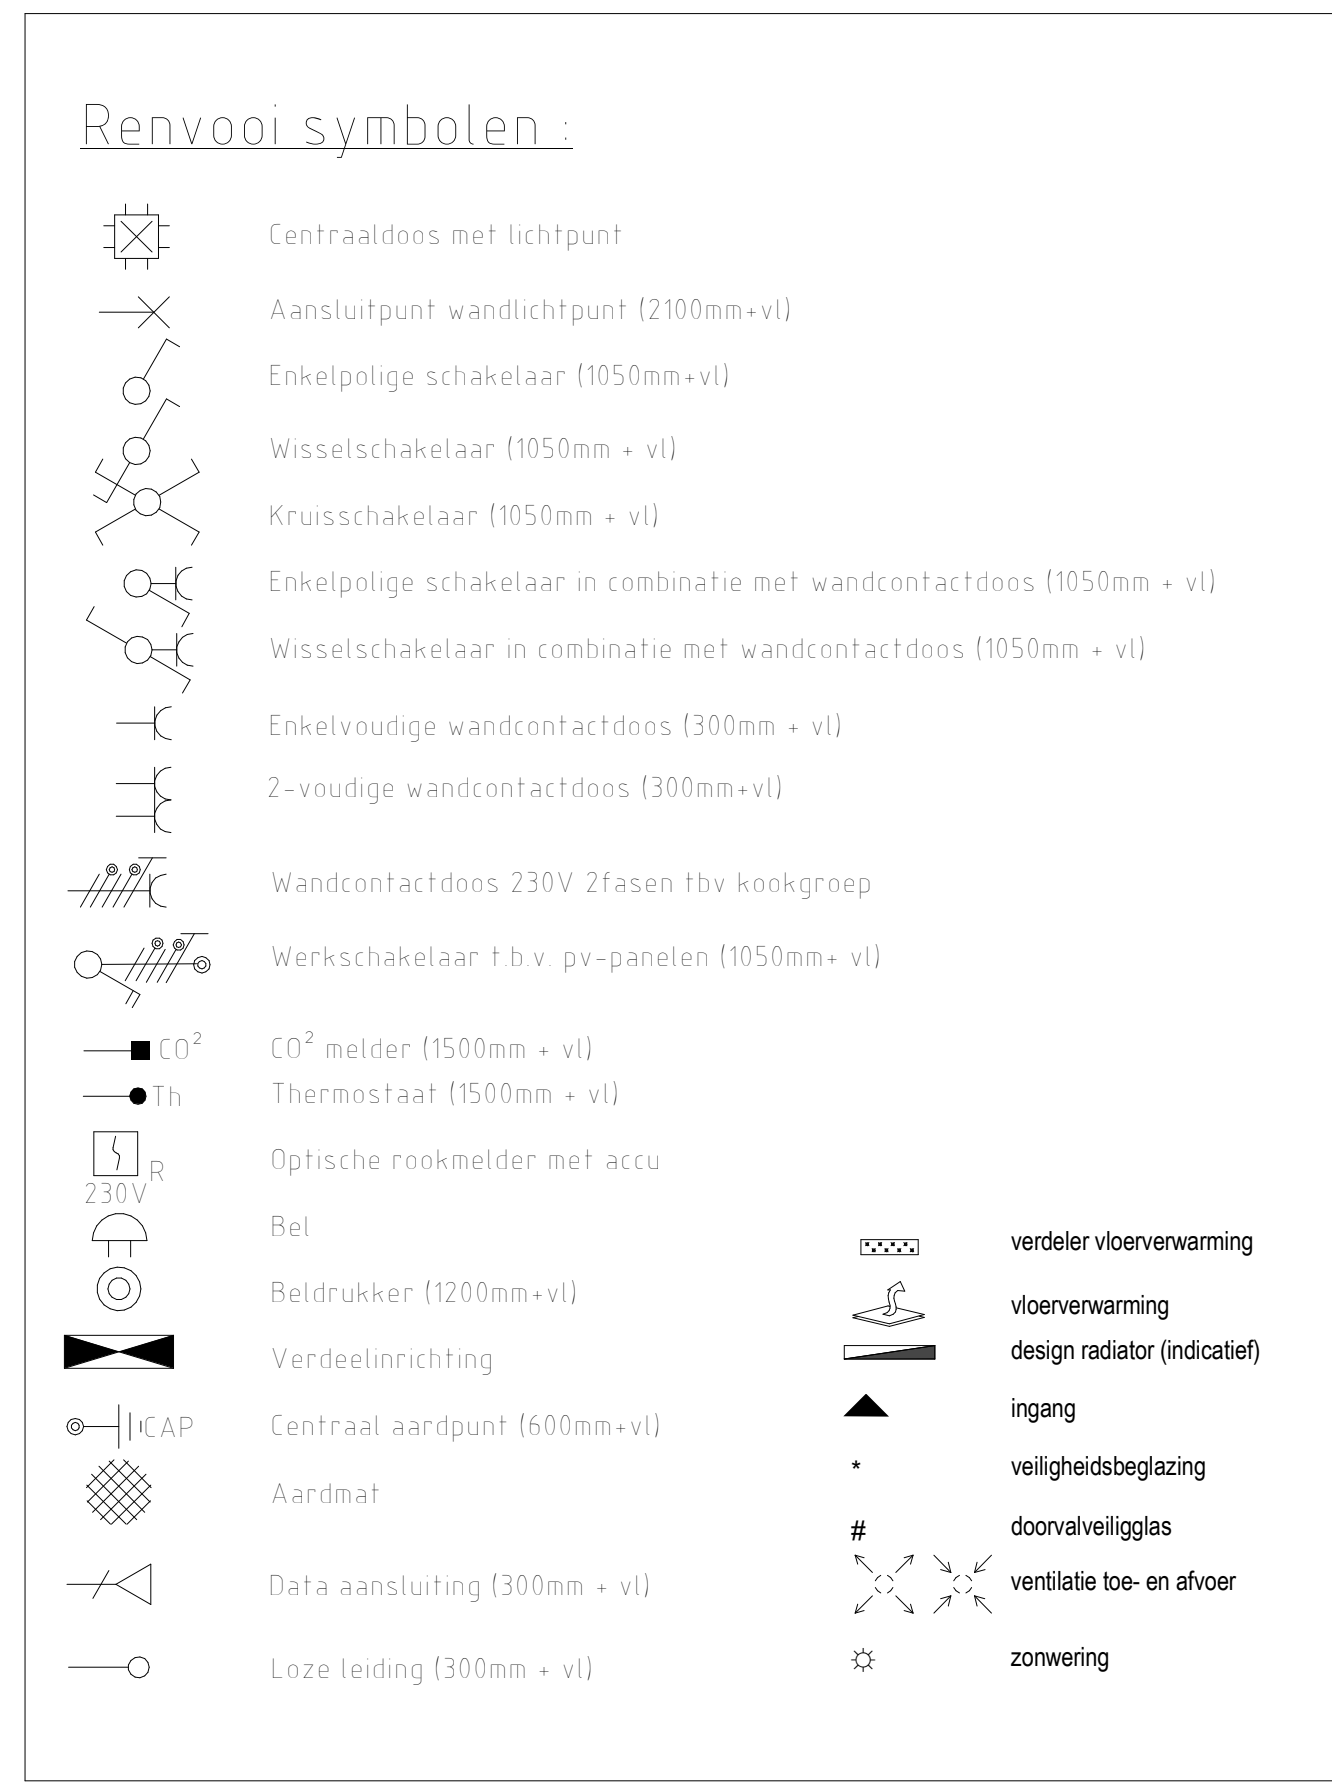 Renvooi symbolen :
Centraaldoos met lichtpunt
Aansluitpunt wandlichtpunt (2100mm+vl)
Enkelpolige schakelaar (1050mm+vl)
Wisselschakelaar (1050mm + vl)
Kruisschakelaar (1050mm + vl)
Enkelpolige schakelaar in combinatie met wandcontactdoos (1050mm + vl)
Wisselschakelaar in combinatie met wandcontactdoos (1050mm + vl)
Enkelvoudige wandcontactdoos (300mm + vl)
2-voudige wandcontactdoos (300mm+vl)
Wandcontactdoos 230V 2fasen tbv kookgroep
Werkschakelaar t.b.v. pv-panelen (1050mm+ vl)
CO² CO² melder (1500mm + vl)
Th Thermostaat (1500mm + vl)
R Optische rookmelder met accu
230V
Bel
Beldrukker (1200mm+vl)
Verdeelinrichting
CAP Centraal aardpunt (600mm+vl)
Aardmat
Data aansluiting (300mm + vl)
Loze leiding (300mm + vl)
verdeler vloerverwarming
vloerverwarming
design radiator (indicatief)
ingang
* veiligheidsbeglazing
# doorvalveiligglas
ventilatie toe- en afvoer
zonwering